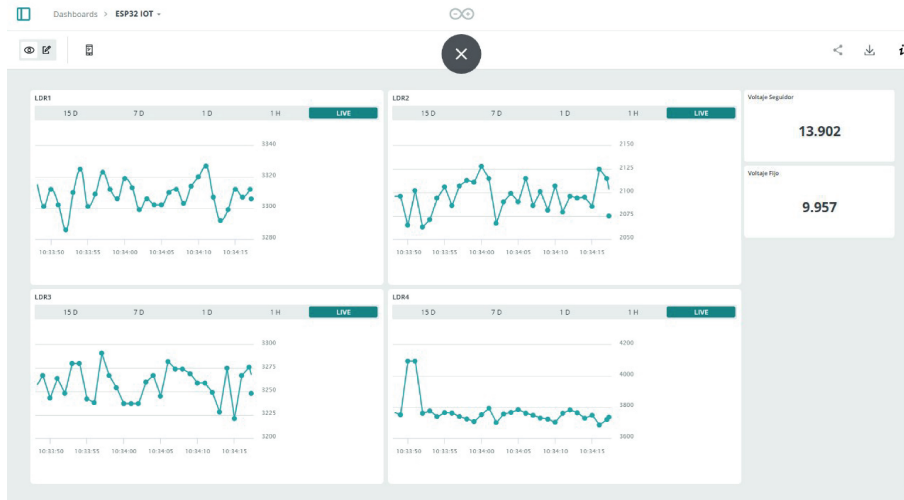 Dashboards > ESP32 IOT
LDR1
15 D 7 D 1 D 1 H LIVE
3340
3320
3300
3280
10:33:50 10:33:55 10:34:00 10:34:05 10:34:10 10:34:15
LDR2
15 D 7 D 1 D 1 H LIVE
2150
2125
2100
2075
2050
10:33:50 10:33:55 10:34:00 10:34:05 10:34:10 10:34:15
Voltaje Seguidor
13.902
Voltaje Fijo
9.957
LDR3
15 D 7 D 1 D 1 H LIVE
3300
3275
3250
3225
3200
10:33:50 10:33:55 10:34:00 10:34:05 10:34:10 10:34:15
LDR4
15 D 7 D 1 D 1 H LIVE
4200
4000
3800
3600
10:33:50 10:33:55 10:34:00 10:34:05 10:34:10 10:34:15